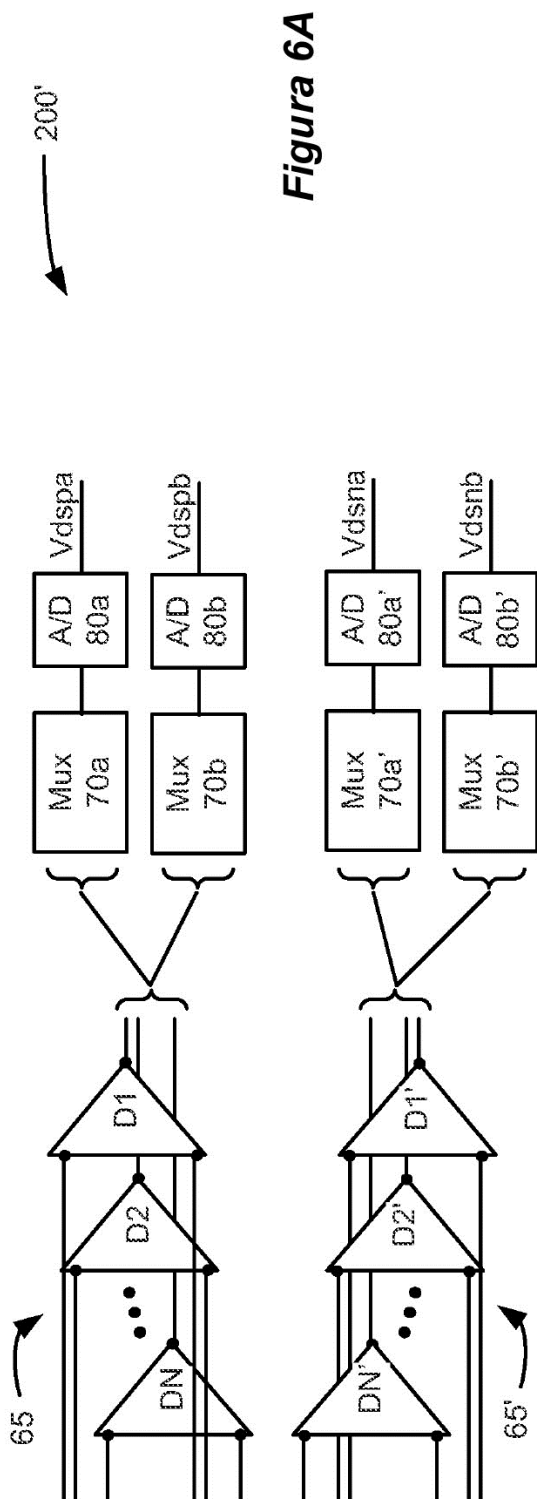 200'
Figura 6A
65
DN
D2
D1
Mux
70a
A/D
80a
Vdspa
Mux
70b
A/D
80b
Vdspb
65'
DN'
D2'
D1'
Mux
70a'
A/D
80a'
Vdsna
Mux
70b'
A/D
80b'
Vdsnb